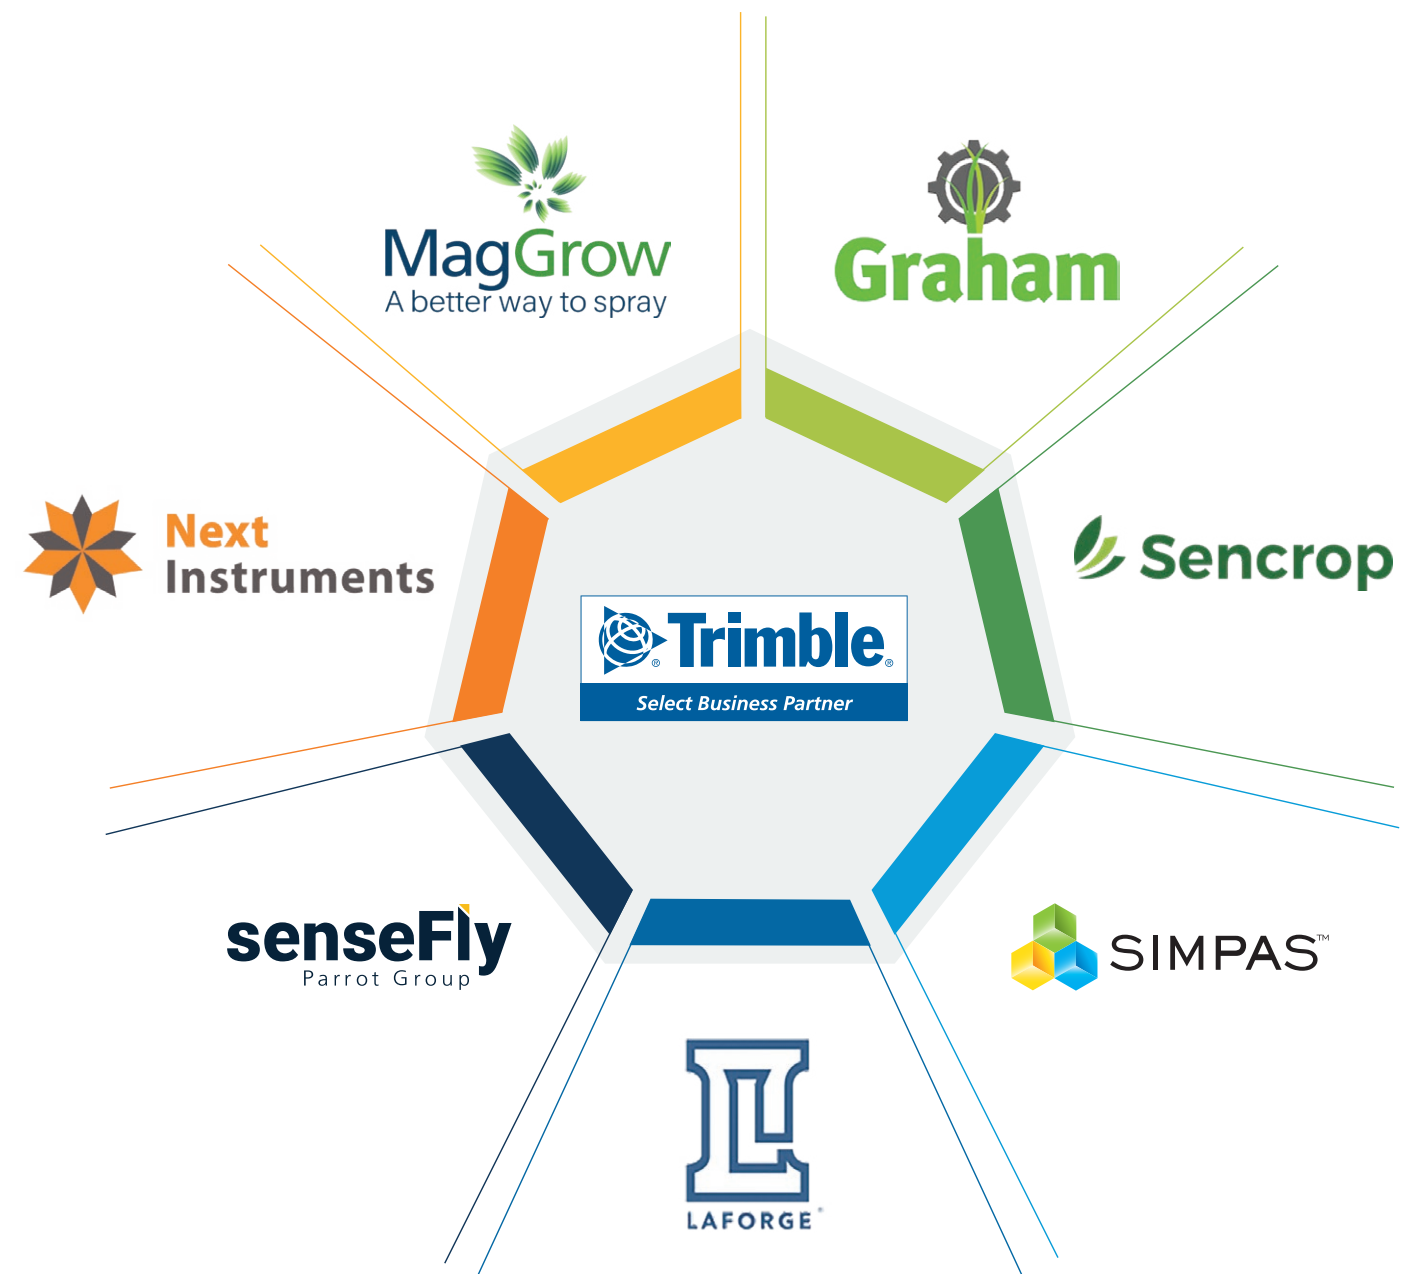 MagGrow
A better way to spray
Graham
Next
Instruments
Sencrop
Trimble®
®
Select Business Partner
senseFly
Parrot Group
SIMPAS™
LAFORGE®